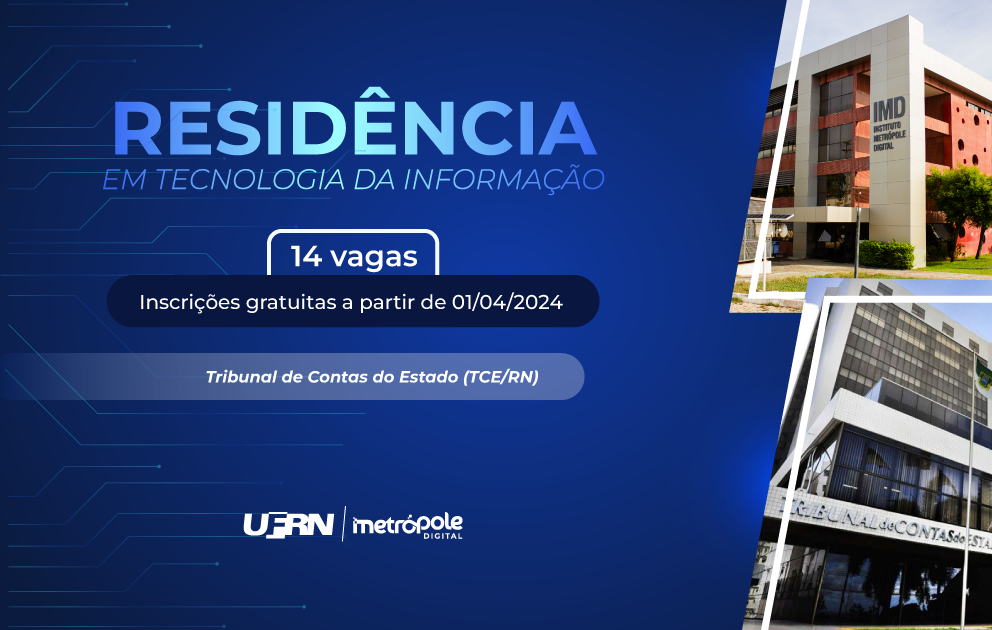 RESIDÊNCIA
EM TECNOLOGIA DA INFORMAÇÃO
14 vagas
Inscrições gratuitas a partir de 01/04/2024
Tribunal de Contas do Estado (TCE/RN)
UFRN
metrópole
DIGITAL
IMD
INSTITUTO
METRÓPOLE
DIGITAL
TRIBUNAL de CONTAS do ESTA